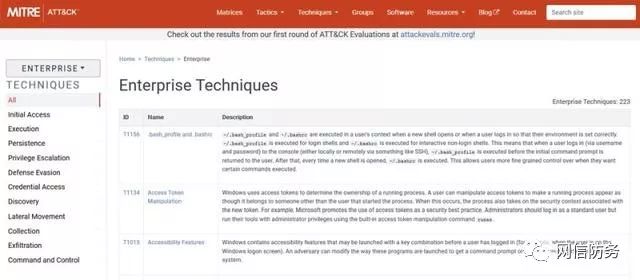 MITRE ATT&CK
Matrices Tactics Techniques Groups Software Resources Blog Contact
Check out the results from our first round of ATT&CK Evaluations at attackevals.mitre.org!
ENTERPRISE
TECHNIQUES
All
Initial Access
Execution
Persistence
Privilege Escalation
Defense Evasion
Credential Access
Discovery
Lateral Movement
Collection
Exfiltration
Command and Control
Home > Techniques > Enterprise
Enterprise Techniques
Enterprise Techniques: 223
ID Name Description
T1156 .bash_profile and .bashrc
~/.bash_profile and ~/.bashrc are executed in a user's context when a new shell opens or when a user logs in so that their environment is set correctly.
~/.bash_profile is executed for login shells and ~/.bashrc is executed for interactive non-login shells. This means that when a user logs in (via username
and password) to the console (either locally or remotely via something like SSH), ~/.bash_profile is executed before the initial command prompt is
returned to the user. After that, every time a new shell is opened, ~/.bashrc is executed. This allows users more fine grained control over when they want
certain commands executed.
T1134 Access Token
Manipulation
Windows uses access tokens to determine the ownership of a running process. A user can manipulate access tokens to make a running process appear as
though it belongs to someone other than the user that started the process. When this occurs, the process also takes on the security context associated with
the new token. For example, Microsoft promotes the use of access tokens as a security best practice. Administrators should log in as a standard user but
run their tools with administrator privileges using the built-in access token manipulation command runas.
T1015 Accessibility Features
Windows contains accessibility features that may be launched with a key combination before a user has logged in (for
Windows logon screen). An adversary can modify the way these programs are launched to get a command prompt or
system.
网信防务